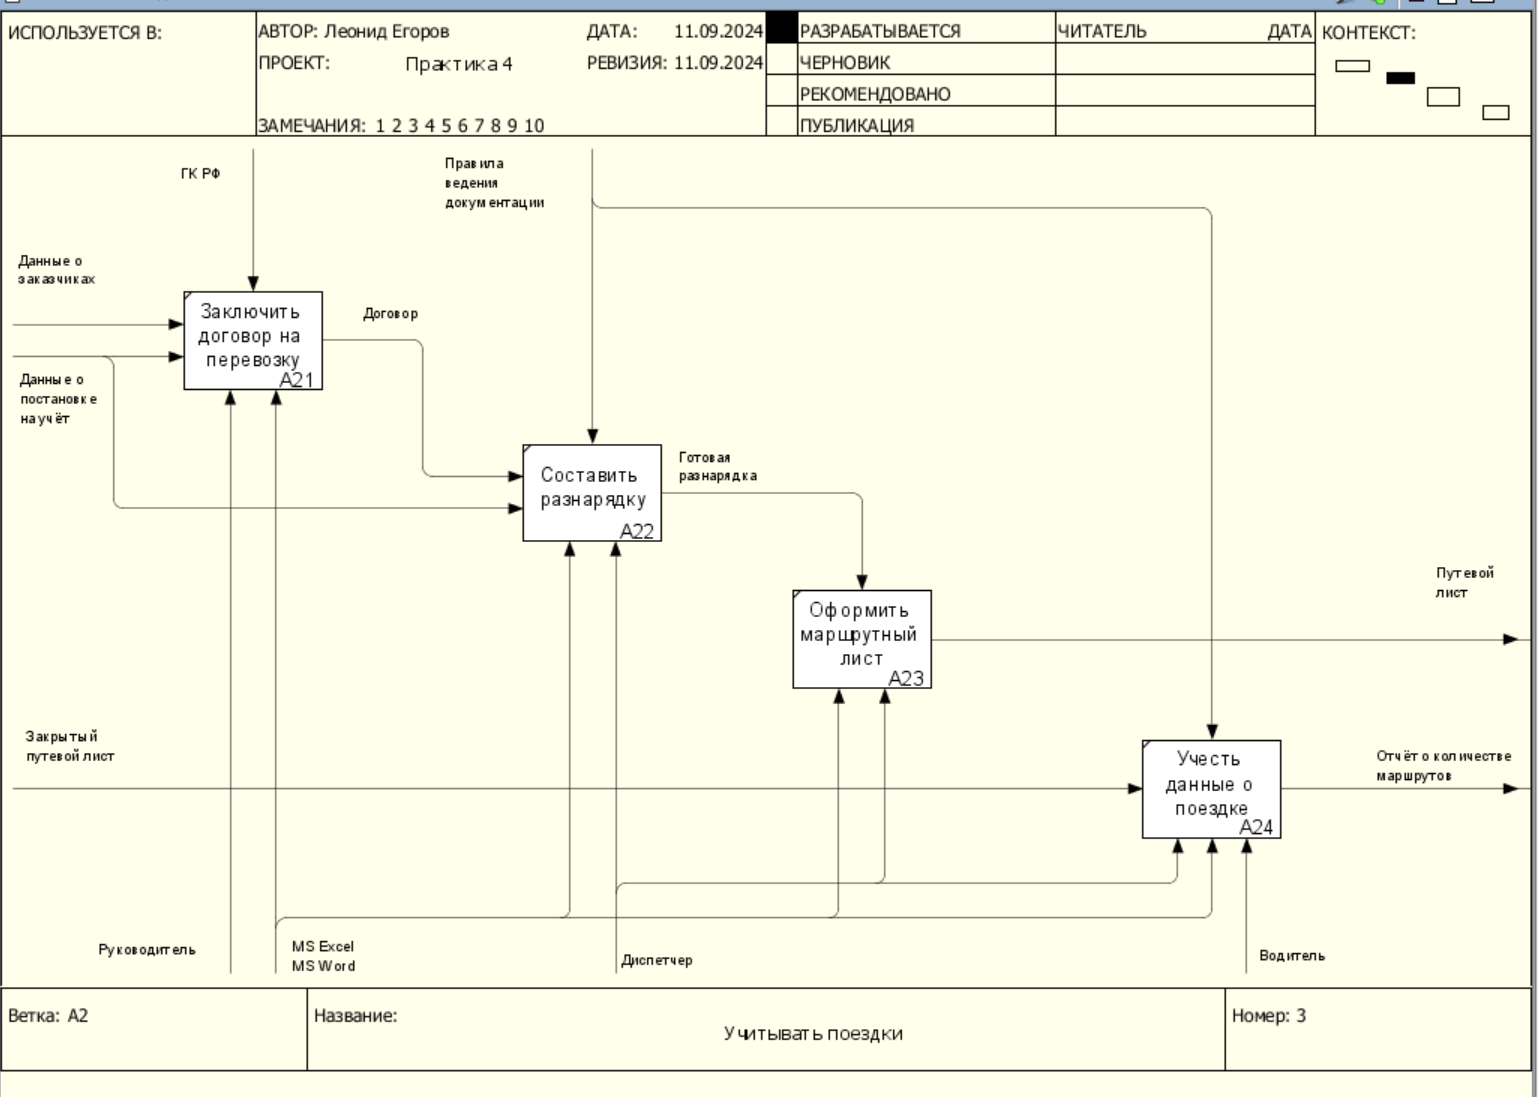 ИСПОЛЬЗУЕТСЯ В:
АВТОР: Леонид Егоров
ДАТА: 11.09.2024
ПРОЕКТ: Практика 4
РЕВИЗИЯ: 11.09.2024
ЗАМЕЧАНИЯ: 1 2 3 4 5 6 7 8 9 10
РАЗРАБАТЫВАЕТСЯ
ЧЕРНОВИК
РЕКОМЕНДОВАНО
ПУБЛИКАЦИЯ
ЧИТАТЕЛЬ
ДАТА
КОНТЕКСТ:
ГК РФ
Правила
ведения
документации
Данные о
заказчиках
Заключить
договор на
перевозку
A21
Договор
Данные о
постановке
на учёт
Составить
разнарядку
A22
Готовая
разнарядка
Оформить
маршрутный
лист
A23
Путевой
лист
Закрытый
путевой лист
Учесть
данные о
поездке
A24
Отчёт о количестве
маршрутов
Руководитель
MS Excel
MS Word
Диспетчер
Водитель
Ветка: A2
Название:
Учитывать поездки
Номер: 3